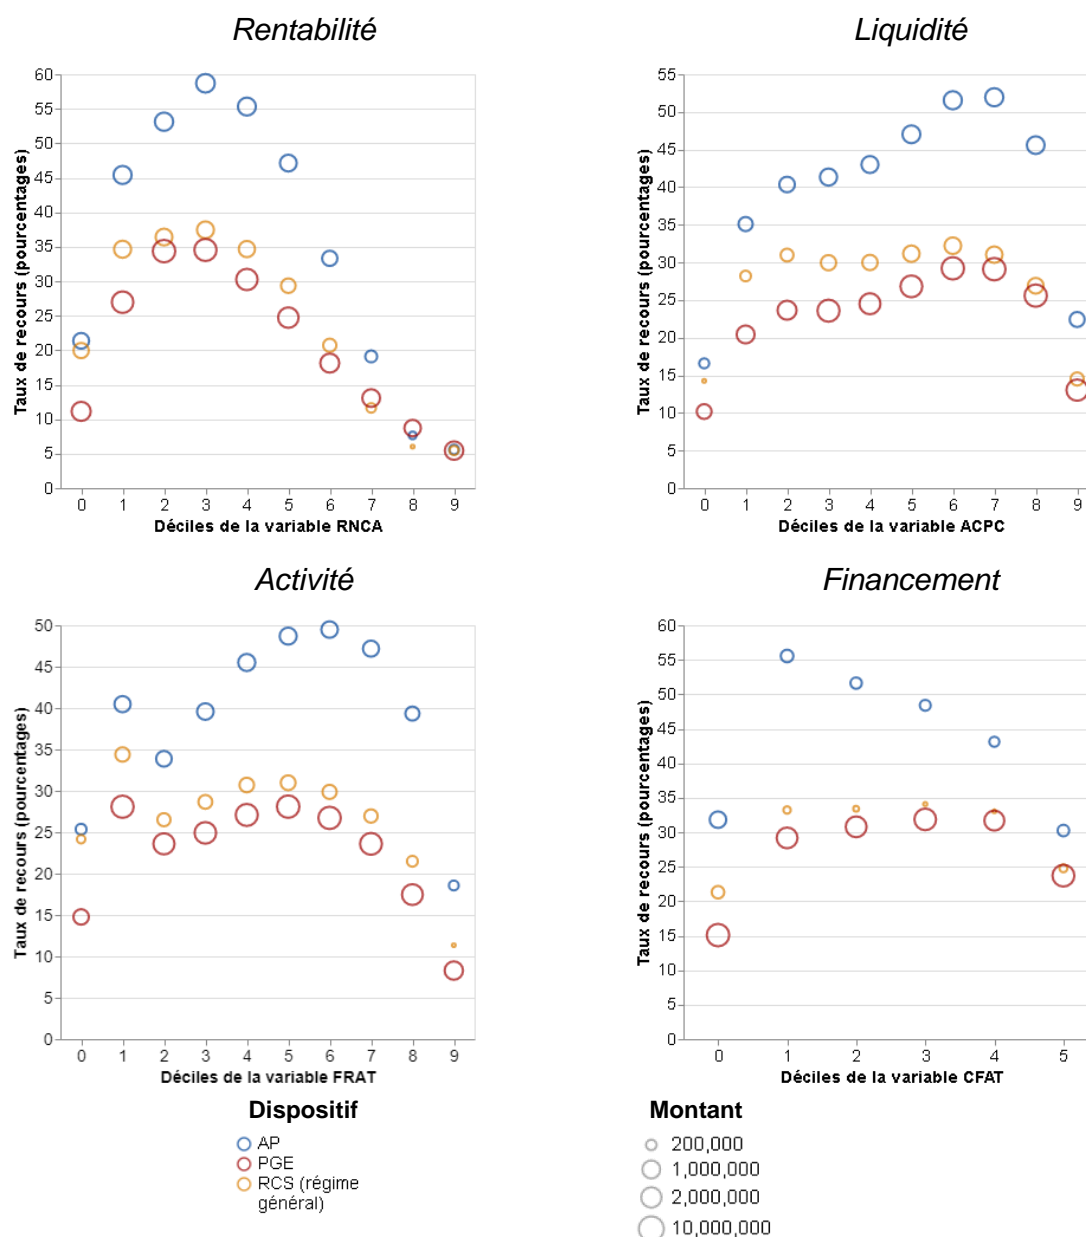 Rentabilité
Taux de recours (pourcentages)
60
55
50
45
40
35
30
25
20
15
10
5
0
0 1 2 3 4 5 6 7 8 9
Déciles de la variable RNCA
Liquidité
Taux de recours (pourcentages)
55
50
45
40
35
30
25
20
15
10
5
0
0 1 2 3 4 5 6 7 8 9
Déciles de la variable ACPC
Activité
Taux de recours (pourcentages)
50
45
40
35
30
25
20
15
10
5
0
0 1 2 3 4 5 6 7 8 9
Déciles de la variable FRAT
Financement
Taux de recours (pourcentages)
60
55
50
45
40
35
30
25
20
15
10
5
0
0 1 2 3 4 5
Déciles de la variable CFAT
Dispositif
AP
PGE
RCS (régime
général)
Montant
200,000
1,000,000
2,000,000
10,000,000